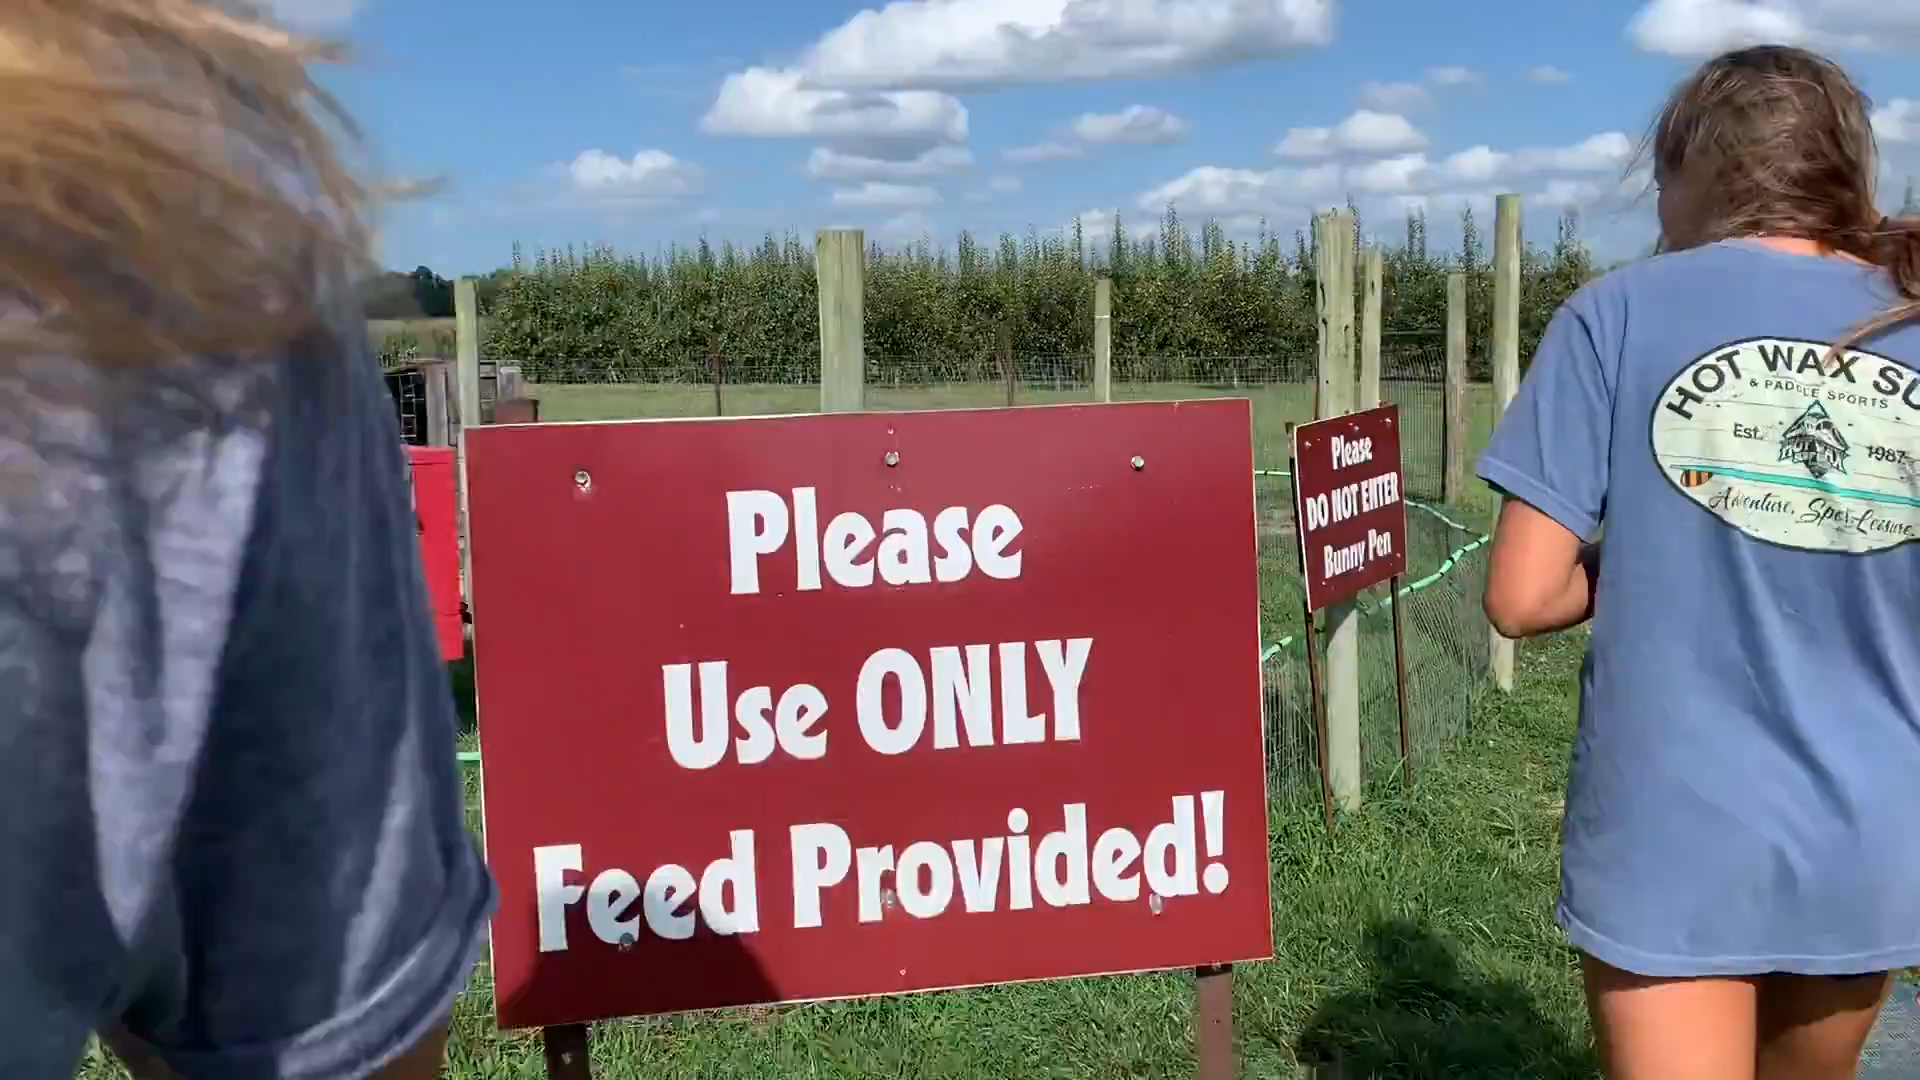 Please
Use ONLY
Feed Provided!
Please
DO NOT ENTER
Bunny Pen
HOT WAX SU
& PADDLE SPORTS
Est. 1987
Adventure, Sport, Leisure